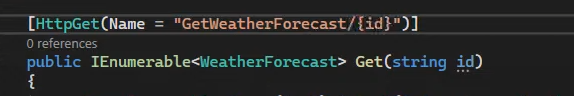 [HttpGet(Name = "GetWeatherForecast/{id}")]
0 references
public IEnumerable<WeatherForecast> Get(string id)
{